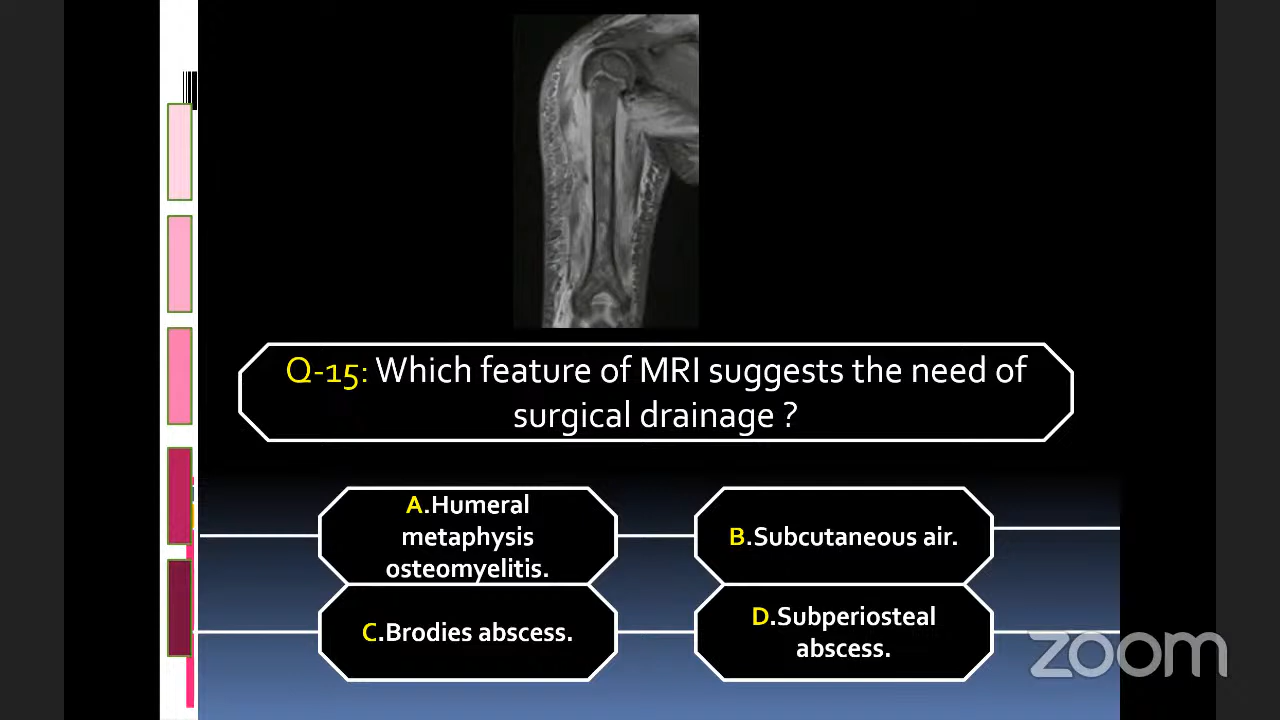 Q-15: Which feature of MRI suggests the need of
surgical drainage ?
A.Humeral
metaphysis
osteomyelitis.
B.Subcutaneous air.
C.Brodies abscess.
D.Subperiosteal
abscess.
zoom